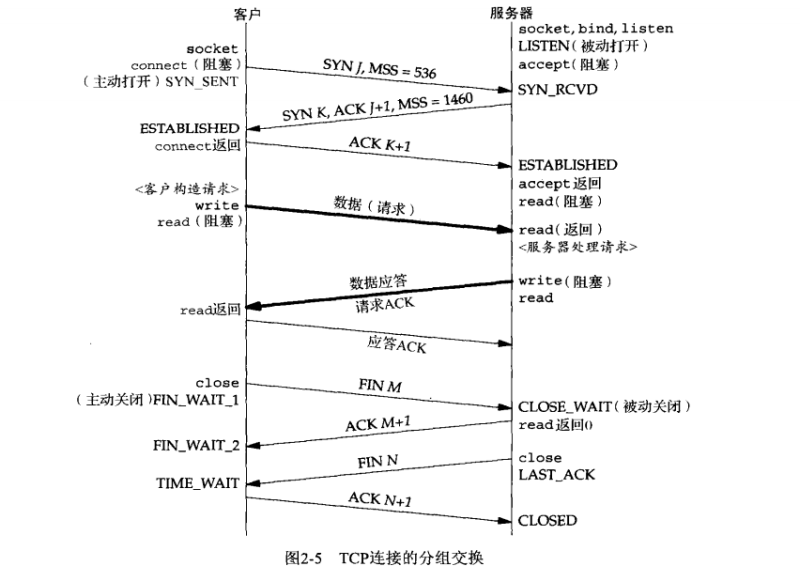 客户
服务器
socket
connect（阻塞）
（主动打开）SYN_SENT
socket, bind, listen
LISTEN（被动打开）
accept（阻塞）
SYN J, MSS = 536
SYN_RCVD
SYN K, ACK J+1, MSS = 1460
ESTABLISHED
connect返回
ACK K+1
ESTABLISHED
accept返回
read（阻塞）
<客户构造请求>
write
read（阻塞）
数据（请求）
read（返回）
<服务器处理请求>
数据应答
请求ACK
write（阻塞）
read
read返回
应答ACK
close
（主动关闭）FIN_WAIT_1
FIN M
CLOSE_WAIT（被动关闭）
read返回0
ACK M+1
FIN_WAIT_2
close
LAST_ACK
FIN N
TIME_WAIT
ACK N+1
CLOSED
图2-5 TCP连接的分组交换